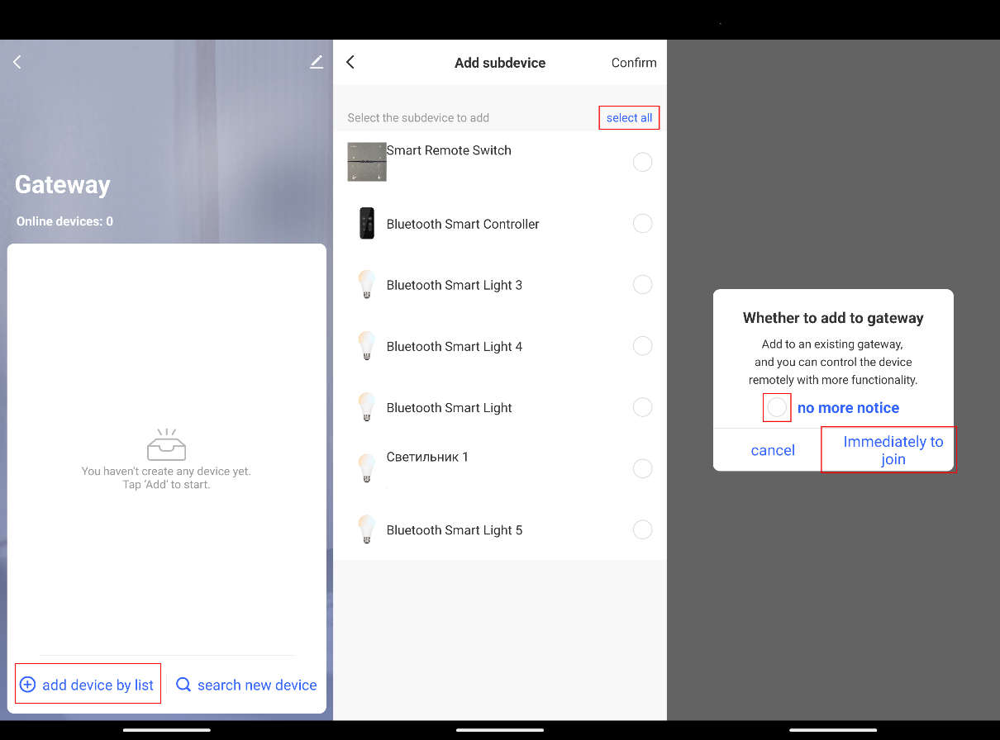 Gateway
Online devices: 0
You haven't create any device yet.
Tap 'Add' to start.
add device by list
search new device
Add subdevice
Confirm
Select the subdevice to add
select all
Smart Remote Switch
Bluetooth Smart Controller
Bluetooth Smart Light 3
Bluetooth Smart Light 4
Bluetooth Smart Light
Светильник 1
Bluetooth Smart Light 5
Whether to add to gateway
Add to an existing gateway,
and you can control the device
remotely with more functionality.
no more notice
cancel
Immediately to
join